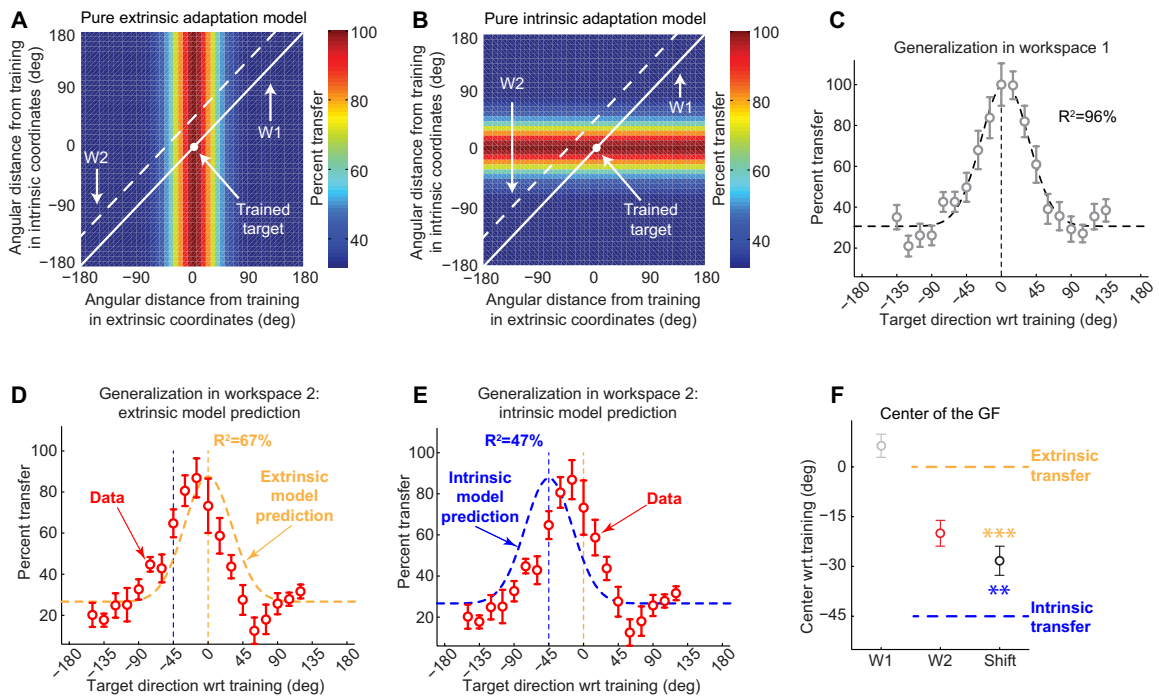 A
Pure extrinsic adaptation model
Angular distance from training
in intrinsic coordinates (deg)
180
90
0
−90
−180
−180
−90
0
90
180
Angular distance from training
in extrinsic coordinates (deg)
W2
W1
Trained
target
100
80
60
40
Percent transfer
B
Pure intrinsic adaptation model
Angular distance from training
in intrinsic coordinates (deg)
180
90
0
−90
−180
−180
−90
0
90
180
Angular distance from training
in extrinsic coordinates (deg)
W2
W1
Trained
target
100
80
60
40
Percent transfer
C
Generalization in workspace 1
R²=96%
Percent transfer
100
80
60
40
20
−180
−135
−90
−45
0
45
90
135
180
Target direction wrt training (deg)
D
Generalization in workspace 2:
extrinsic model prediction
R²=67%
Data
Extrinsic
model
prediction
Percent transfer
100
80
60
40
20
−180
−135
−90
−45
0
45
90
135
180
Target direction wrt training (deg)
E
Generalization in workspace 2:
intrinsic model prediction
R²=47%
Intrinsic
model
prediction
Data
Percent transfer
100
80
60
40
20
−180
−135
−90
−45
0
45
90
135
180
Target direction wrt training (deg)
F
Center of the GF
Center wrt.training (deg)
0
−15
−30
−45
Extrinsic
transfer
***
**
Intrinsic
transfer
W1
W2
Shift